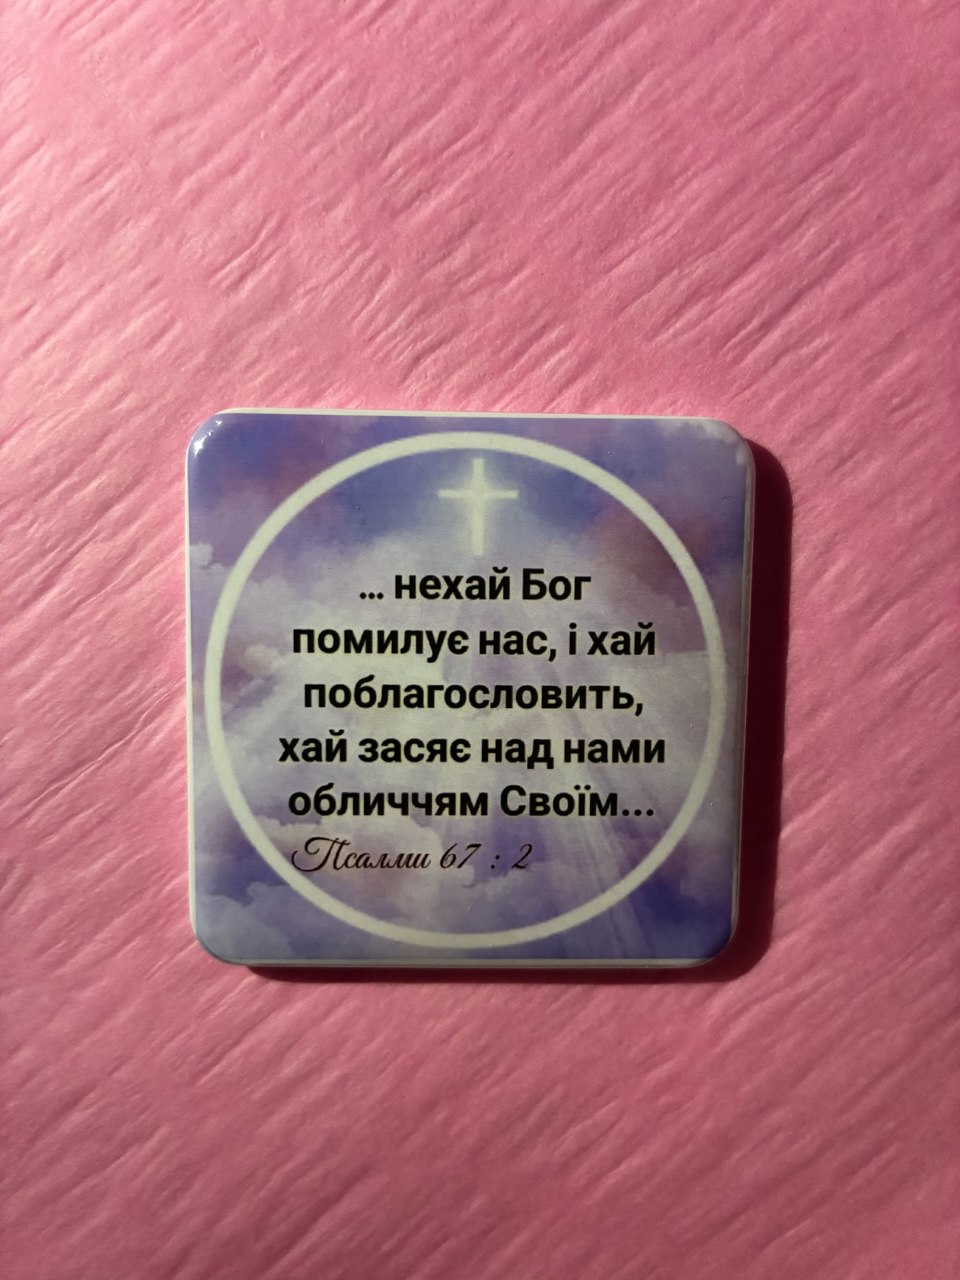 ... нехай Бог
помилує нас, і хай
поблагословить,
хай засяє над нами
обличчям Своїм...
Псалми 67 : 2